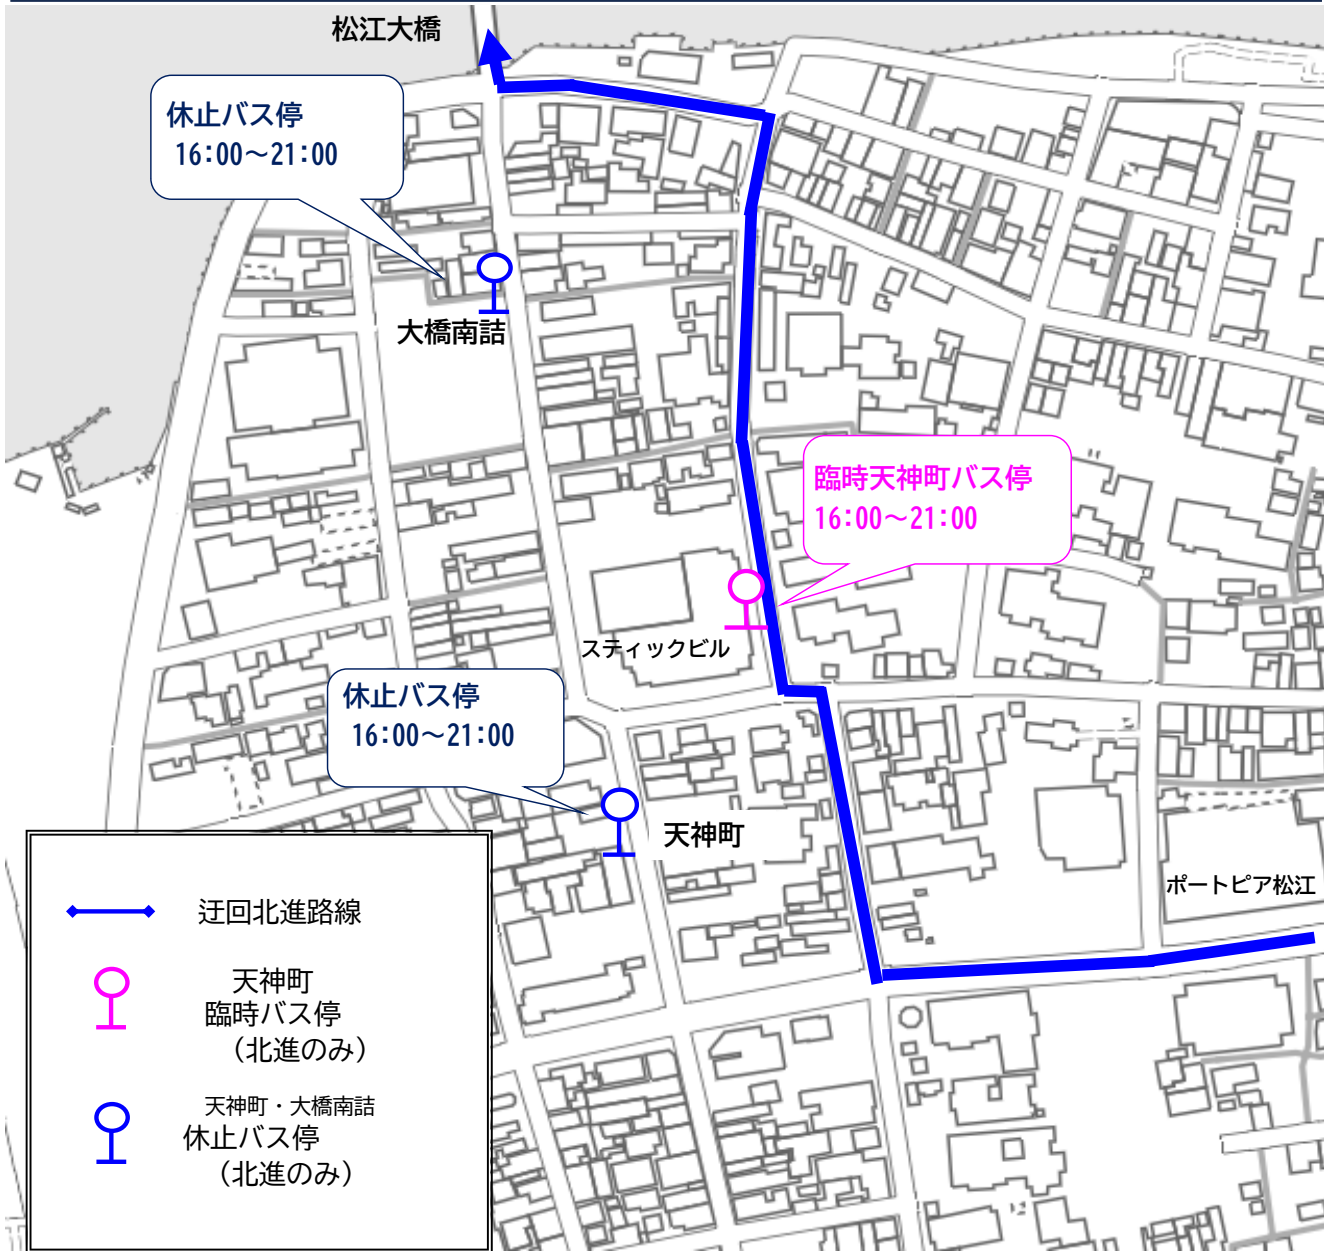 松江大橋
休止バス停
16:00～21:00
大橋南詰
臨時天神町バス停
16:00～21:00
スティックビル
休止バス停
16:00～21:00
天神町
ポートピア松江
迂回北進路線
天神町
臨時バス停
（北進のみ）
天神町・大橋南詰
休止バス停
（北進のみ）